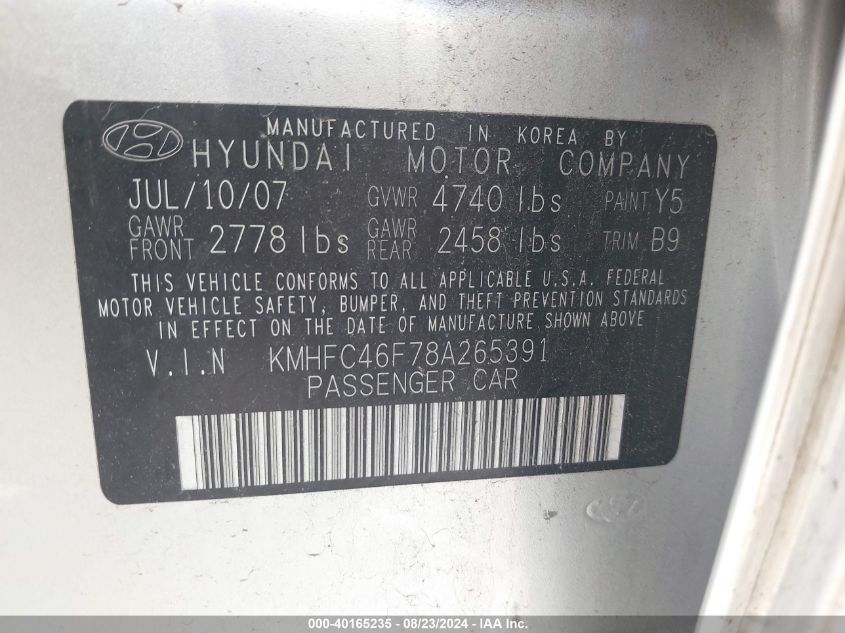 MANUFACTURED IN KOREA BY
HYUNDAI MOTOR COMPANY
JUL/10/07 GVWR 4740 lbs PAINT Y5
GAWR FRONT 2778 lbs GAWR REAR 2458 lbs TRIM B9
THIS VEHICLE CONFORMS TO ALL APPLICABLE U.S.A. FEDERAL
MOTOR VEHICLE SAFETY, BUMPER, AND THEFT PREVENTION STANDARDS
IN EFFECT ON THE DATE OF MANUFACTURE SHOWN ABOVE
V.I.N KMHFC46F78A265391
PASSENGER CAR
000-40165235 - 08/23/2024 - IAA Inc.